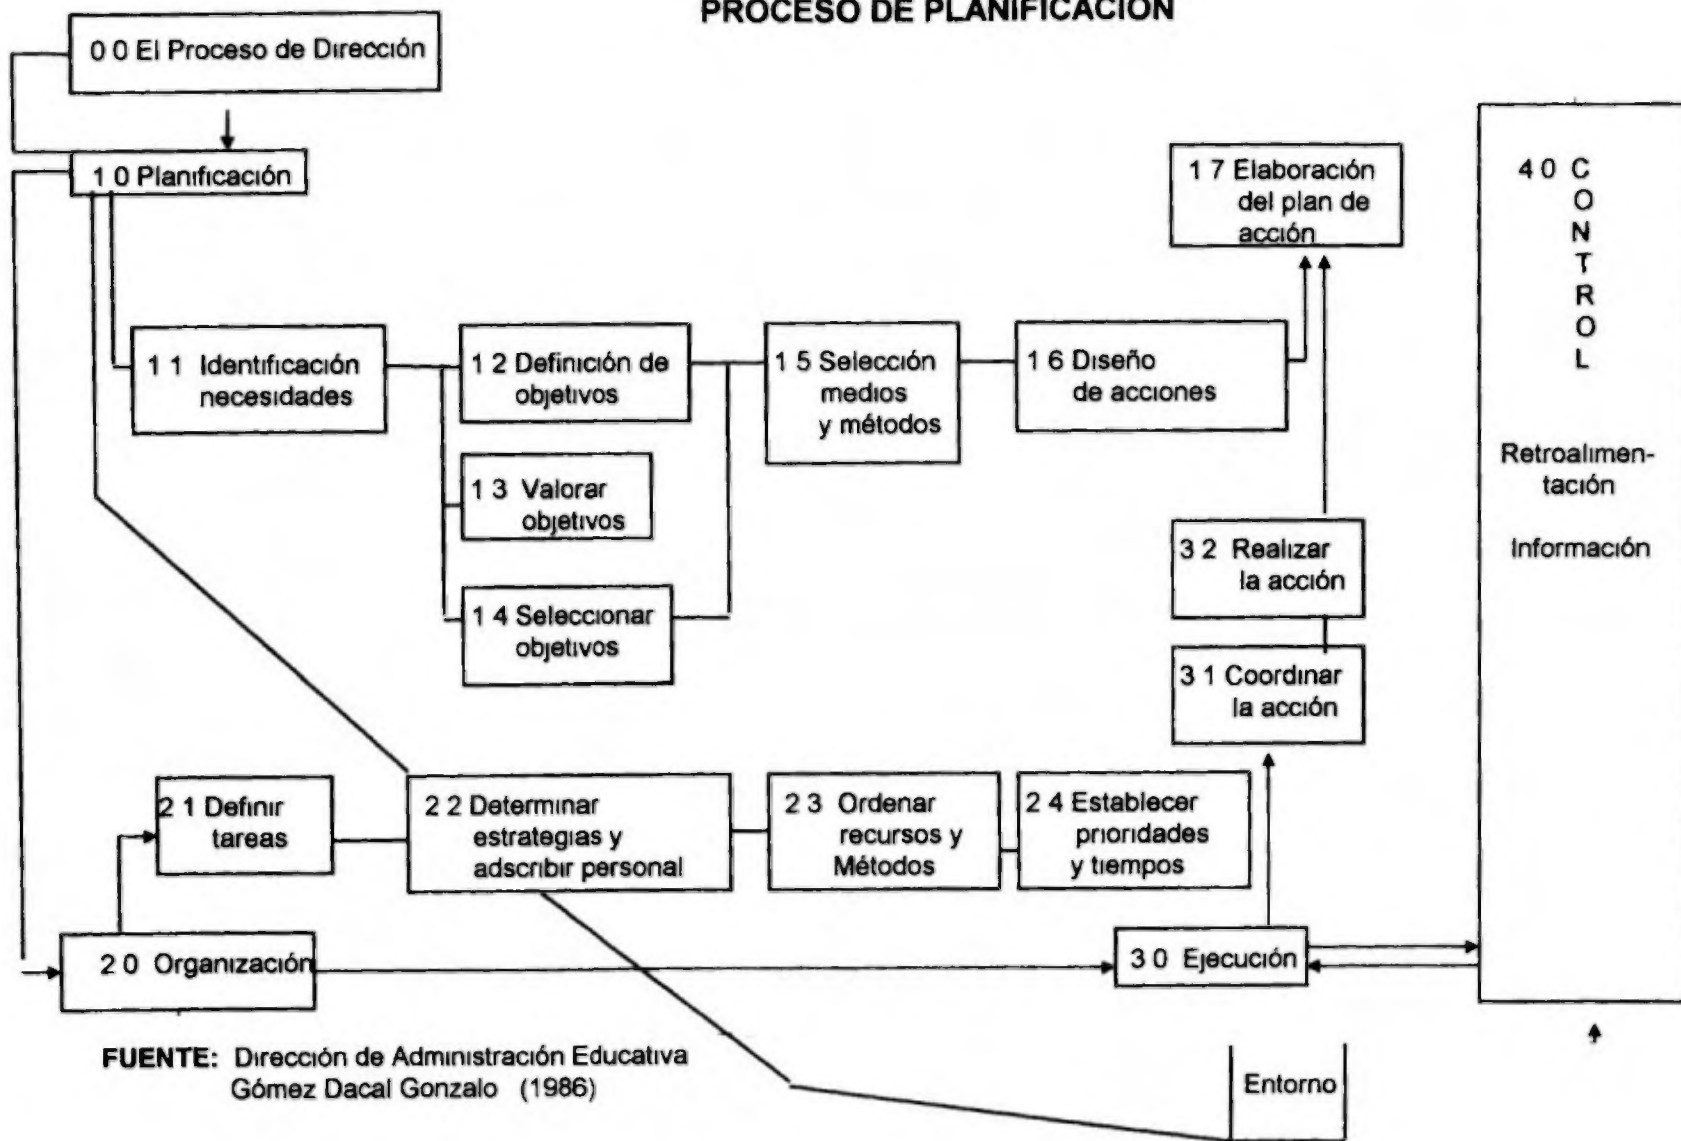 PROCESO DE PLANIFICACIÓN
0 0 El Proceso de Dirección
1 0 Planificación
1 7 Elaboración
del plan de
acción
4 0 CONTROL
Retroalimen-
tación
Información
1 1 Identificación
necesidades
1 2 Definición de
objetivos
1 3 Valorar
objetivos
1 4 Seleccionar
objetivos
1 5 Selección
medios
y métodos
1 6 Diseño
de acciones
3 2 Realizar
la acción
3 1 Coordinar
la acción
2 1 Definir
tareas
2 2 Determinar
estrategias y
adscribir personal
2 3 Ordenar
recursos y
Métodos
2 4 Establecer
prioridades
y tiempos
2 0 Organización
3 0 Ejecución
FUENTE: Dirección de Administración Educativa
Gómez Dacal Gonzalo (1986)
Entorno